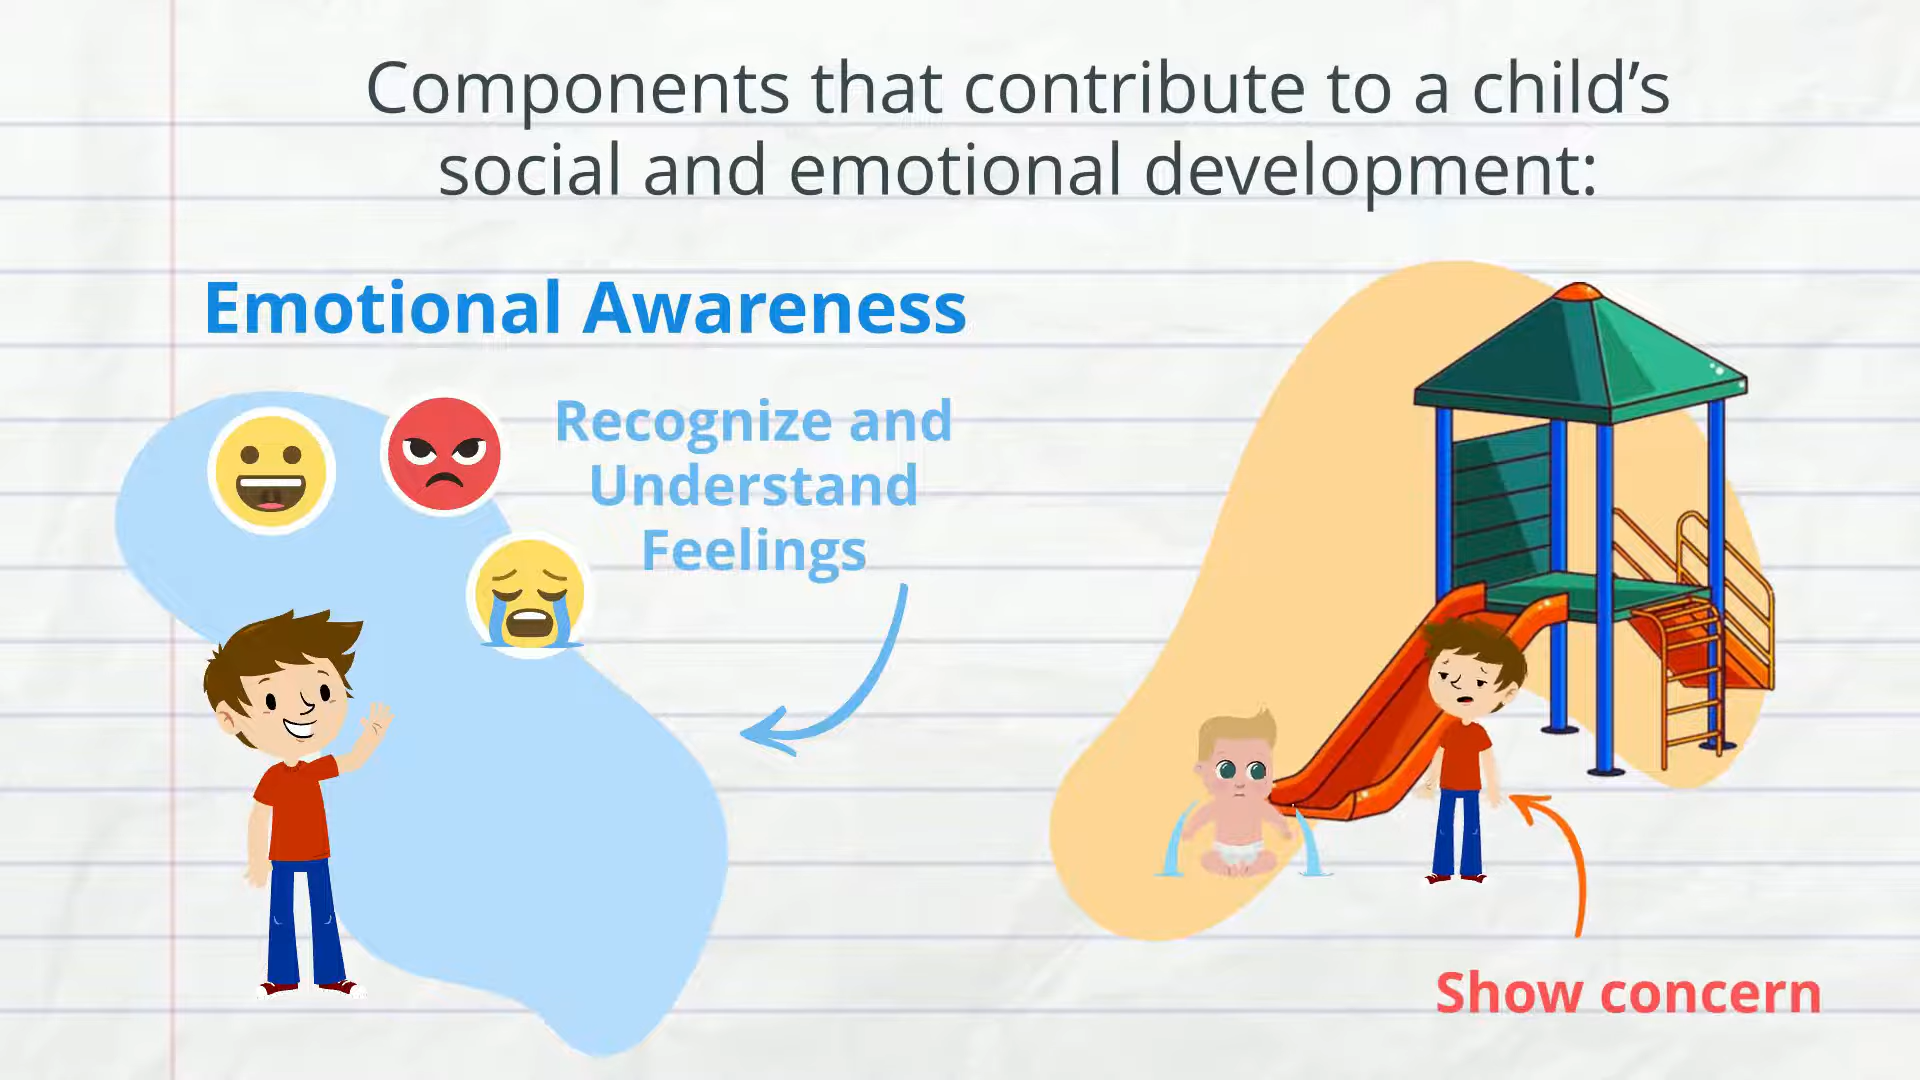 Components that contribute to a child’s
social and emotional development:
Emotional Awareness
Recognize and
Understand
Feelings
Show concern